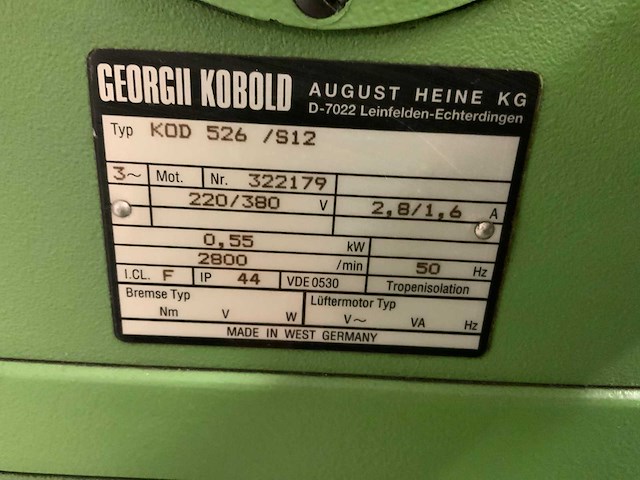 GEORGII KOBOLD AUGUST HEINE KG
D-7022 Leinfelden-Echterdingen
Typ KOD 526 /S12
3~ Mot. Nr. 322179
220/380 V 2,8/1,6 A
0,55 kW
2800 /min 50 Hz
I.CL. F IP 44 VDE 0530 Tropenisolation
Bremse Typ Lüftermotor Typ
Nm V W V~ VA Hz
MADE IN WEST GERMANY